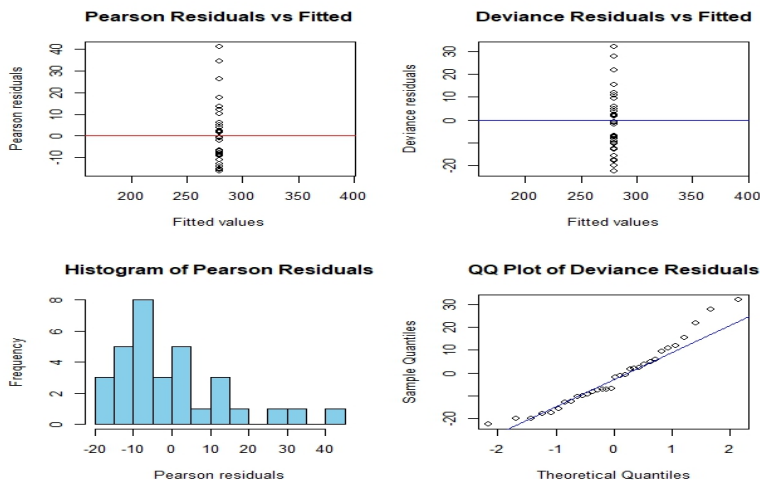 Pearson Residuals vs Fitted
Pearson residuals
-10 0 10 20 30 40
200 250 300 350 400
Fitted values
Deviance Residuals vs Fitted
Deviance residuals
-20 0 10 30
200 250 300 350 400
Fitted values
Histogram of Pearson Residuals
Frequency
0 2 4 6 8
-20 -10 0 10 20 30 40
Pearson residuals
QQ Plot of Deviance Residuals
Sample Quantiles
-20 0 10 30
-2 -1 0 1 2
Theoretical Quantiles